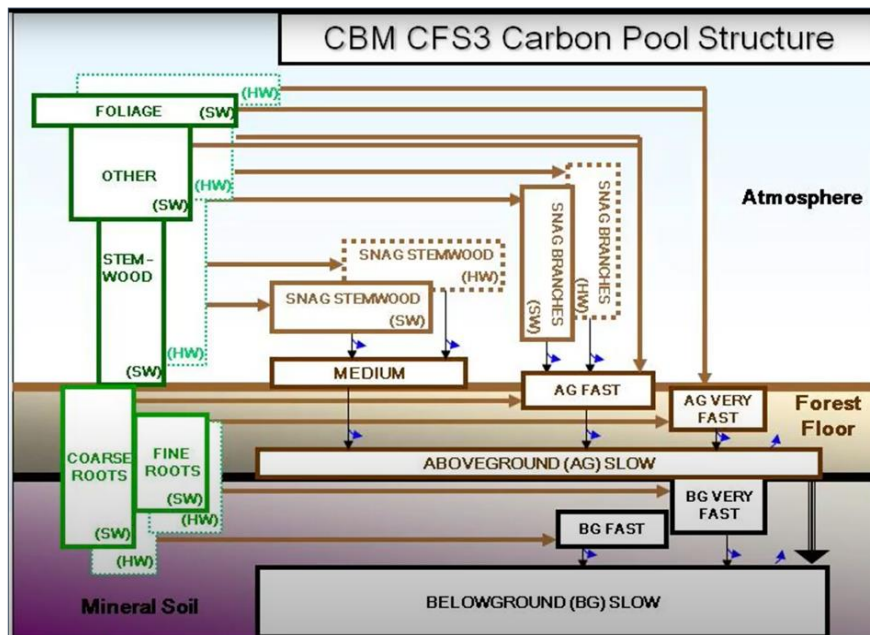 CBM CFS3 Carbon Pool Structure
(HW)
FOLIAGE
(SW)
OTHER
(HW)
(SW)
STEM-
WOOD
(HW)
(SW)
SNAG STEMWOOD
(HW)
SNAG STEMWOOD
(SW)
SNAG BRANCHES
(SW)
SNAG BRANCHES
(HW)
Atmosphere
MEDIUM
AG FAST
AG VERY
FAST
Forest
Floor
COARSE
ROOTS
(SW)
(HW)
FINE
ROOTS
(SW)
(HW)
ABOVEGROUND (AG) SLOW
BG VERY
FAST
BG FAST
BELOWGROUND (BG) SLOW
Mineral Soil